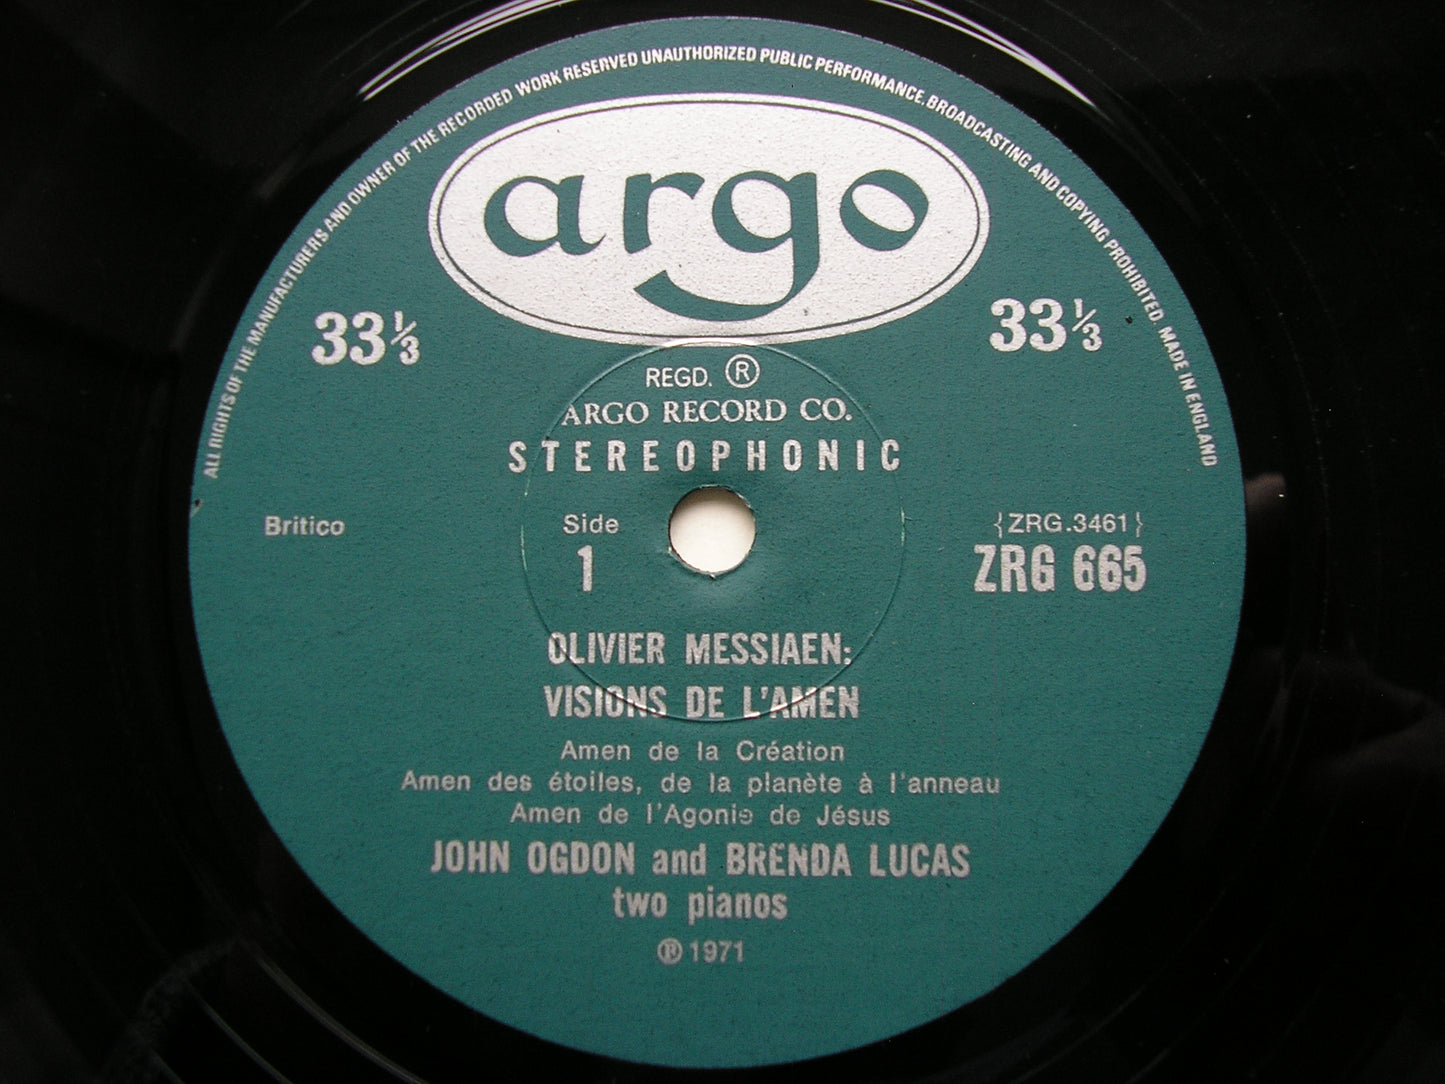 ALL RIGHTS OF THE MANUFACTURERS AND OWNER OF THE RECORDED WORK RESERVED UNAUTHORIZED PUBLIC PERFORMANCE, BROADCASTING AND COPYING PROHIBITED. MADE IN ENGLAND
argo
33⅓ 33⅓
REGD. ®
ARGO RECORD CO.
STEREOPHONIC
Britico Side {ZRG.3461}
1 ZRG 665
OLIVIER MESSIAEN:
VISIONS DE L'AMEN
Amen de la Création
Amen des étoiles, de la planète à l'anneau
Amen de l'Agonie de Jésus
JOHN OGDON and BRENDA LUCAS
two pianos
℗ 1971